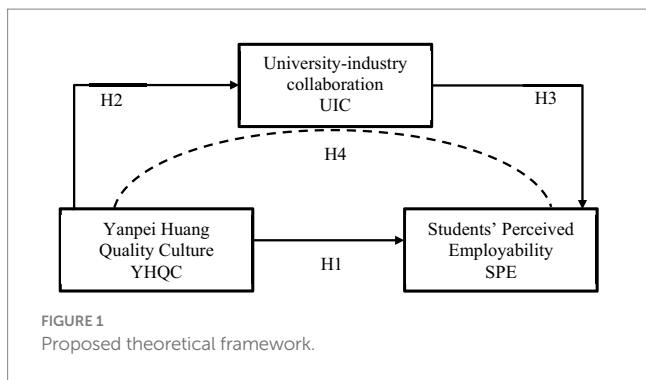 University-industry
collaboration
UIC
H2
H3
H4
Yanpei Huang
Quality Culture
YHQC
H1
Students' Perceived
Employability
SPE
FIGURE 1
Proposed theoretical framework.